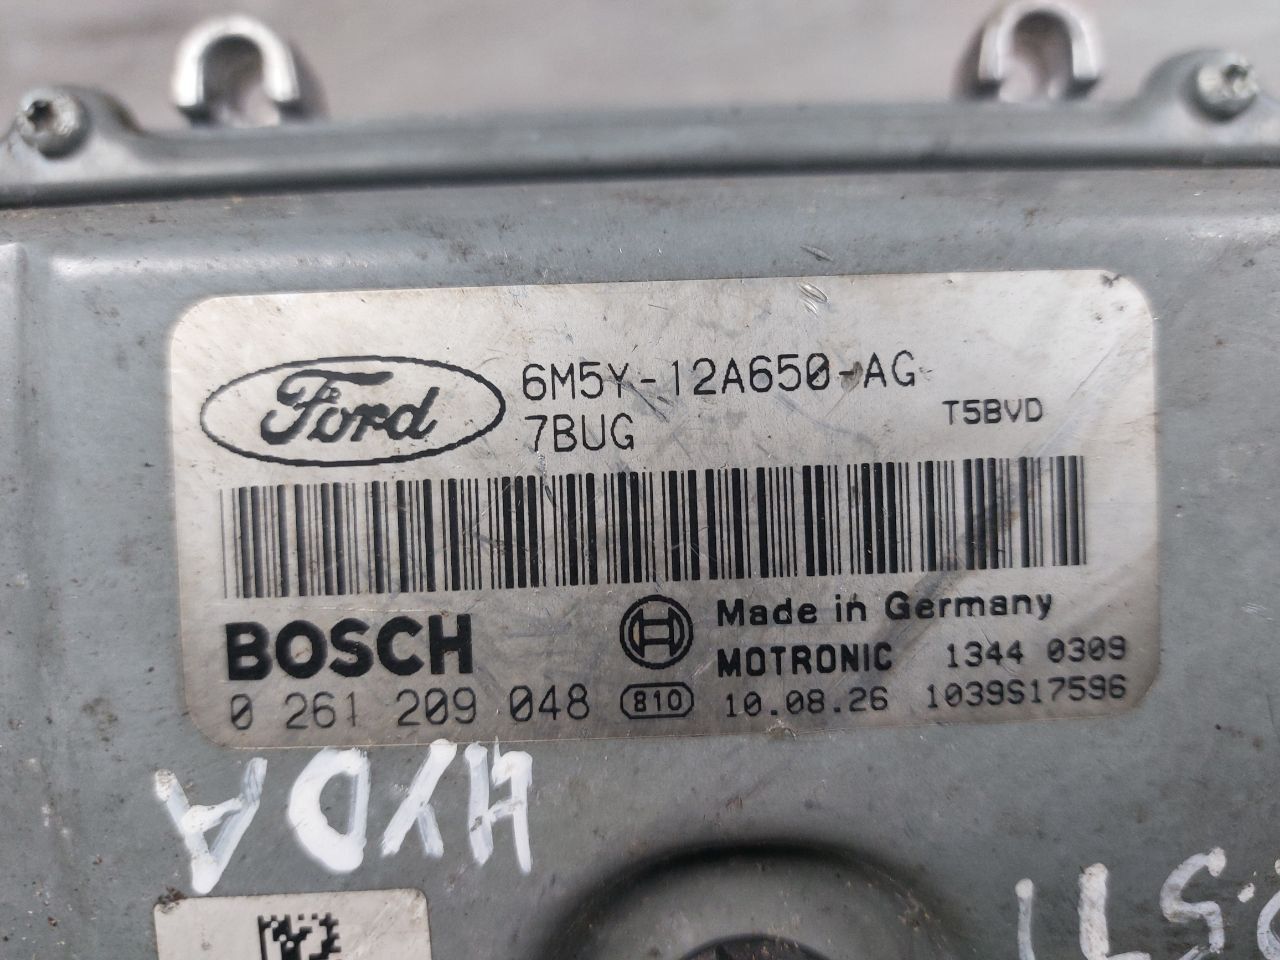 Ford
6M5Y-12A650-AG
7BUG
T5BVD
BOSCH
Made in Germany
MOTRONIC 1344 0309
0 261 209 048 810 10.08.26 1039S17596
HYDA